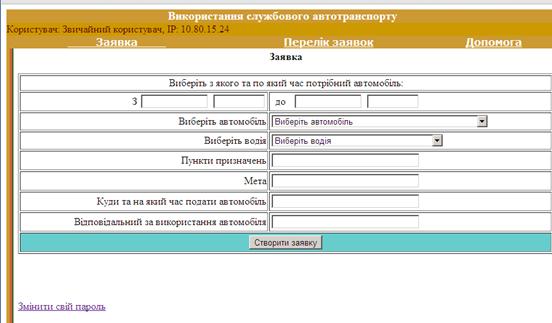 Використання службового автотранспорту
Користувач: Звичайний користувач, IP: 10.80.15.24
Заявка Перелік заявок Допомога
Заявка
Виберіть з якого та по який час потрібний автомобіль:
З до
Виберіть автомобіль Виберіть автомобіль
Виберіть водія Виберіть водія
Пункти призначень
Мета
Куди та на який час подати автомобіль
Відповідальний за використання автомобіля
Створити заявку
Змінити свій пароль